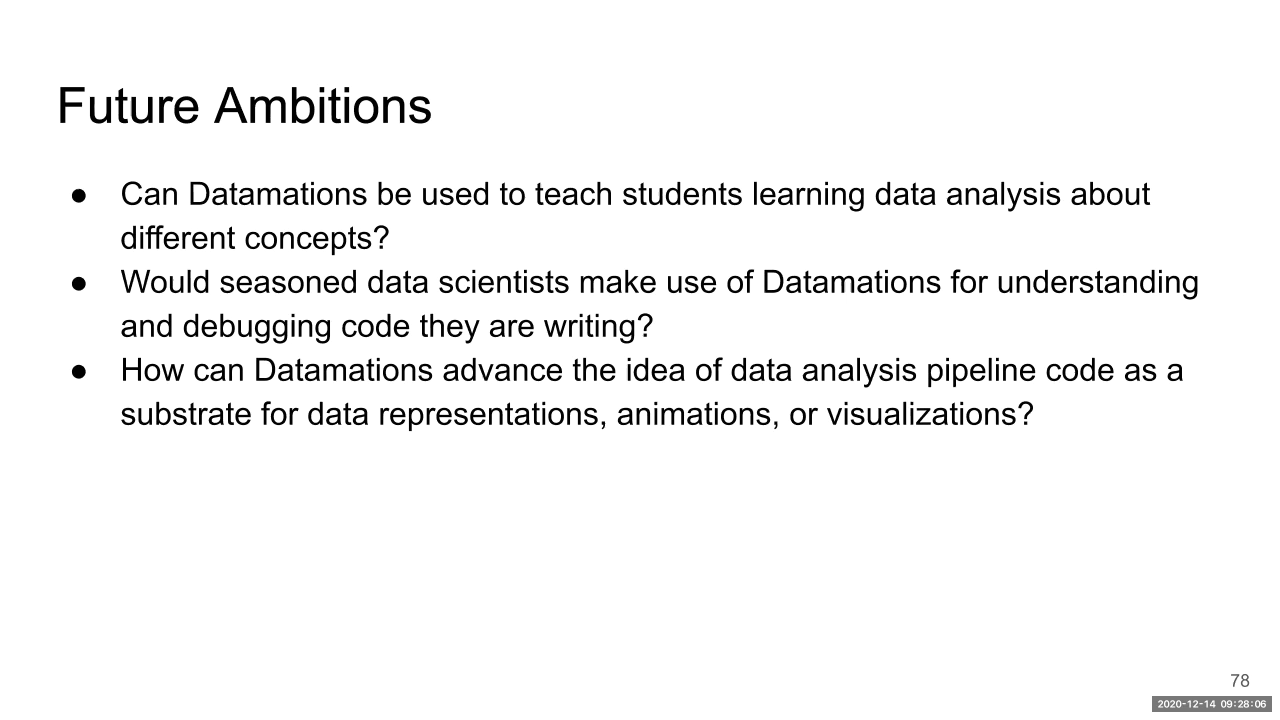 Future Ambitions
● Can Datamations be used to teach students learning data analysis about
different concepts?
● Would seasoned data scientists make use of Datamations for understanding
and debugging code they are writing?
● How can Datamations advance the idea of data analysis pipeline code as a
substrate for data representations, animations, or visualizations?
78
2020-12-14 09:28:06